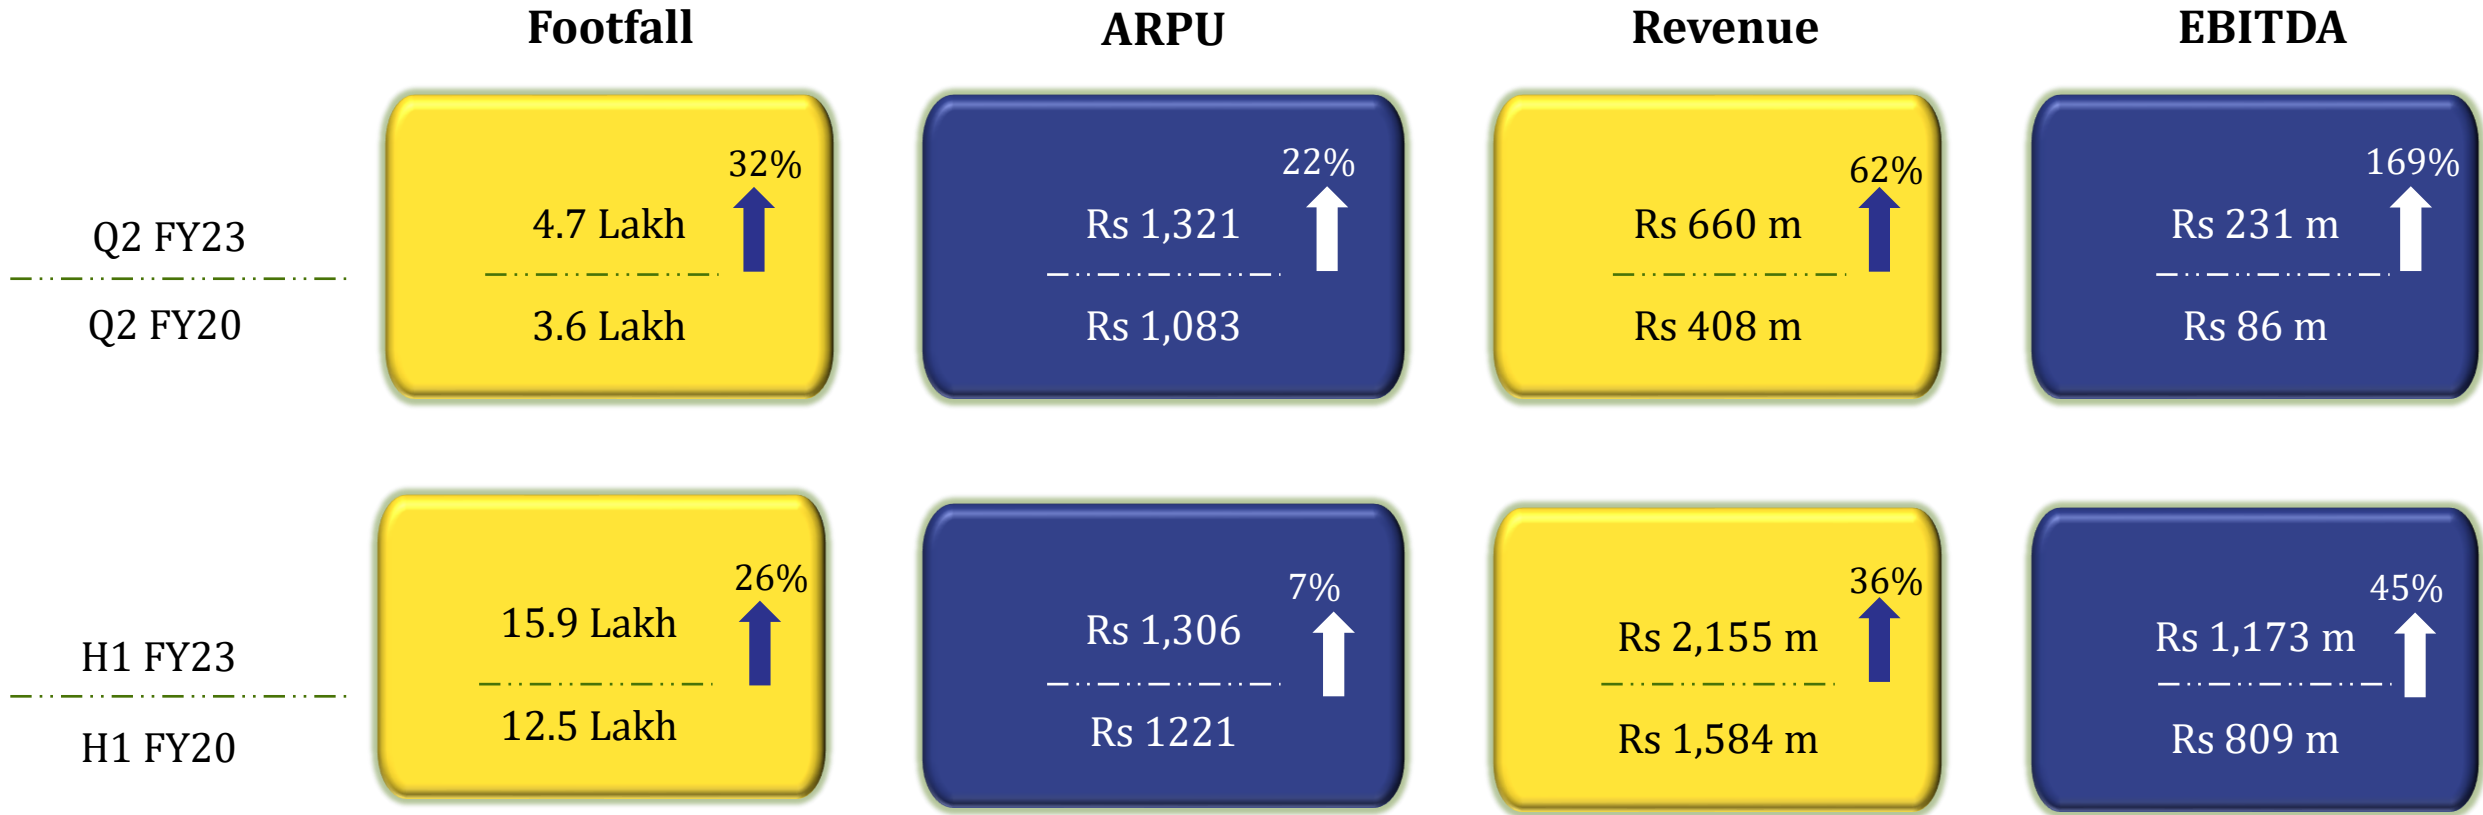 Footfall ARPU Revenue EBITDA
32% 22% 62% 169%
Q2 FY23 4.7 Lakh Rs 1,321 Rs 660 m Rs 231 m
Q2 FY20 3.6 Lakh Rs 1,083 Rs 408 m Rs 86 m
26% 7% 36% 45%
H1 FY23 15.9 Lakh Rs 1,306 Rs 2,155 m Rs 1,173 m
H1 FY20 12.5 Lakh Rs 1221 Rs 1,584 m Rs 809 m